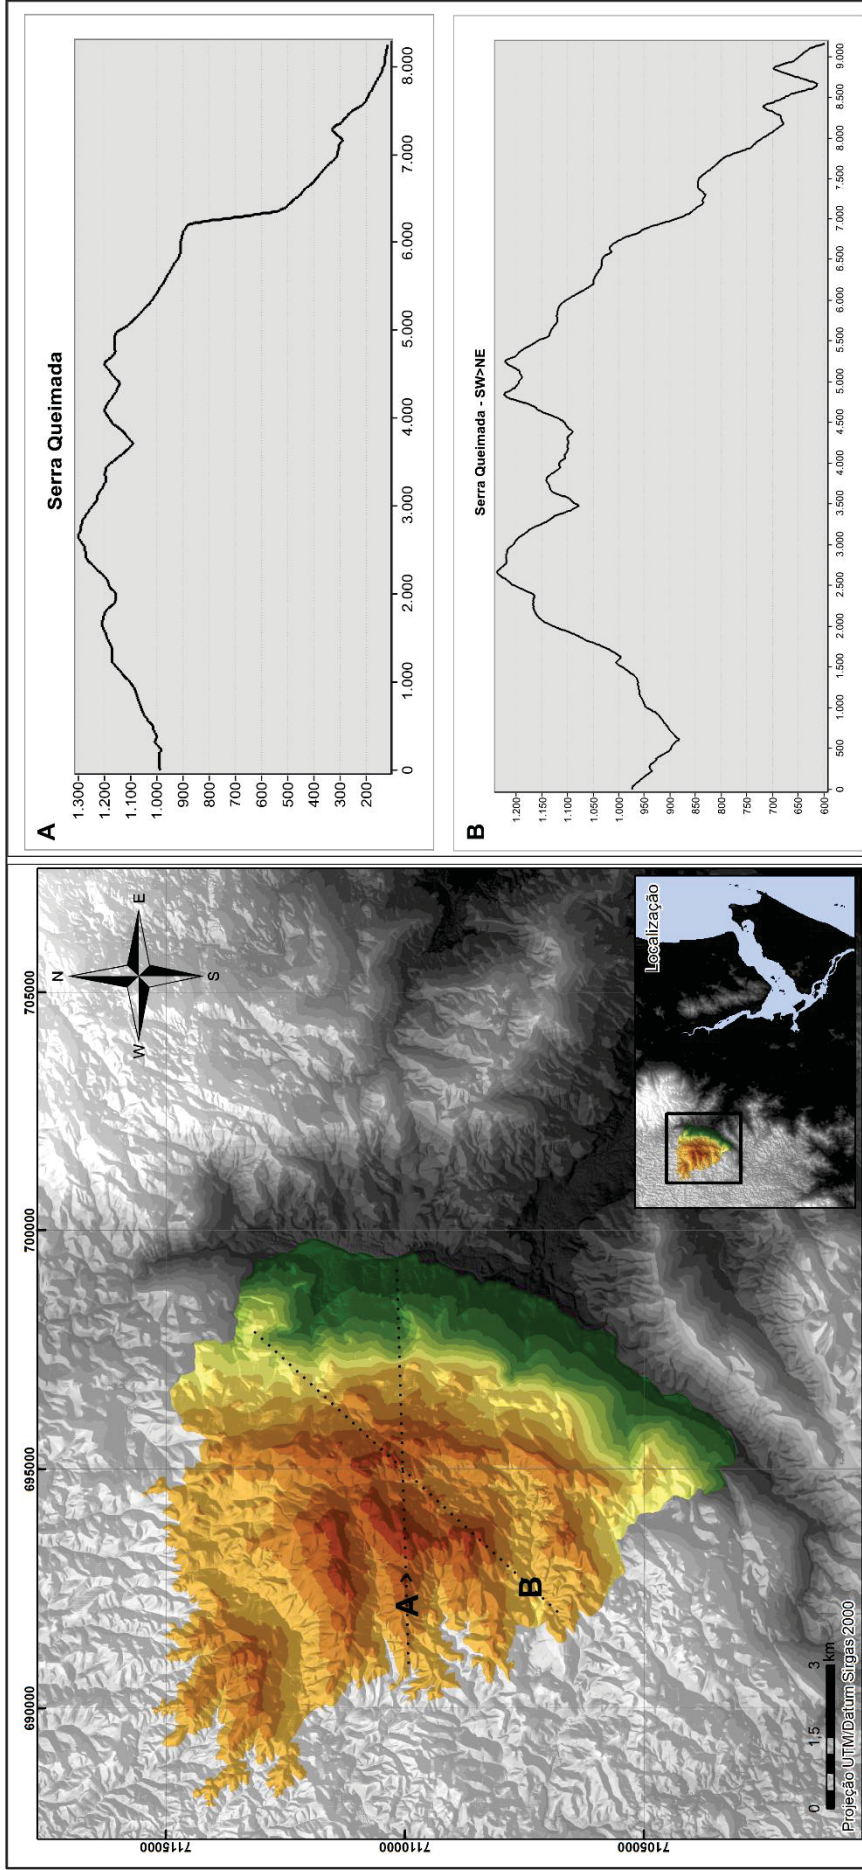 690000
695000
700000
705000
7115000
7110000
7105000
N
W
E
S
A >
B
0 1,5 3
km
Projeção UTM/Datum Sirgas 2000
Localização
A
Serra Queimada
1.300
1.200
1.100
1.000
900
800
700
600
500
400
300
200
0 1.000 2.000 3.000 4.000 5.000 6.000 7.000 8.000
B
Serra Queimada - SW>NE
1.200
1.150
1.100
1.050
1.000
950
900
850
800
750
700
650
600
0 500 1.000 1.500 2.000 2.500 3.000 3.500 4.000 4.500 5.000 5.500 6.000 6.500 7.000 7.500 8.000 8.500 9.000